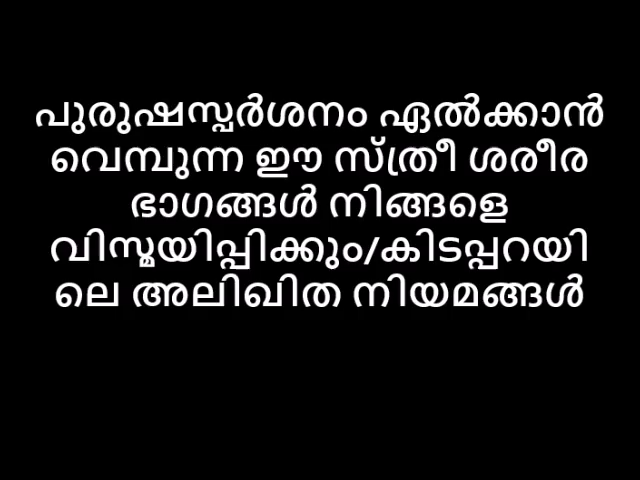 പുരുഷസ്പർശനം ഏൽക്കാൻ
വെമ്പുന്ന ഈ സ്ത്രീ ശരീര
ഭാഗങ്ങൾ നിങ്ങളെ
വിസ്മയിപ്പിക്കും/കിടപ്പറയി
ലെ അലിഖിത നിയമങ്ങൾ